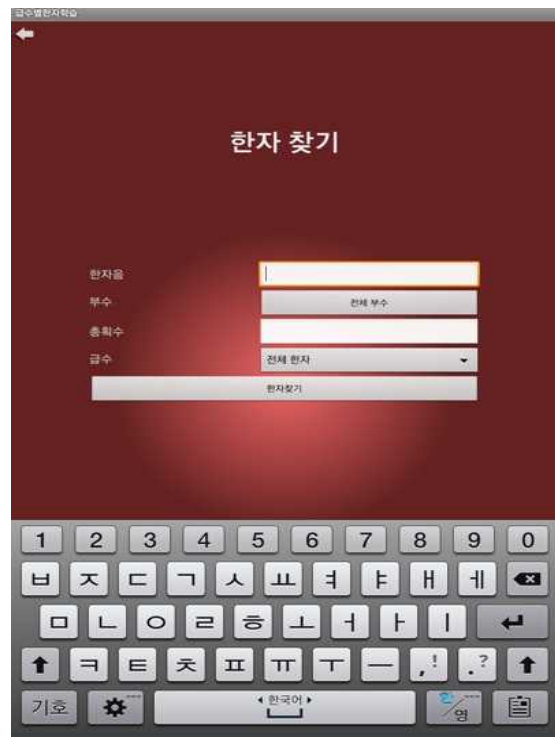 급수별한자학습
한자 찾기
한자음
부수 전체 부수
총획수
급수 전체 한자
한자찾기
1 2 3 4 5 6 7 8 9 0
ㅂ ㅈ ㄷ ㄱ ㅅ ㅛ ㅕ ㅑ ㅐ ㅔ
ㅁ ㄴ ㅇ ㄹ ㅎ ㅗ ㅓ ㅏ ㅣ
ㅋ ㅌ ㅊ ㅍ ㅠ ㅜ ㅡ , ! . ?
기호 한국어 한/영